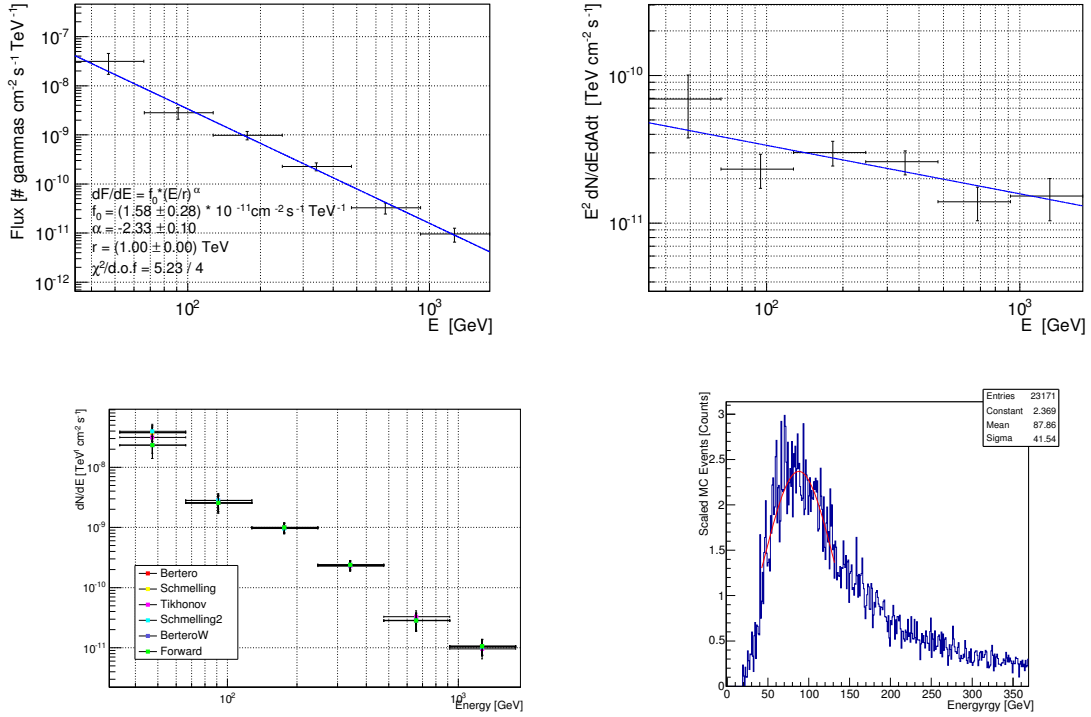 Flux [# gammas cm⁻² s⁻¹ TeV⁻¹]
10⁻⁷
10⁻⁸
10⁻⁹
10⁻¹⁰
10⁻¹¹
10⁻¹²
dF/dE = f₀*(E/r)^α
f₀ = (1.58 ± 0.28) * 10 ⁻¹¹cm ⁻² s⁻¹ TeV⁻¹
α = -2.33 ± 0.10
r = (1.00 ± 0.00) TeV
χ²/d.o.f = 5.23 / 4
10² 10³
E [GeV]
E² dN/dEdAdt [TeV cm⁻² s⁻¹]
10⁻¹⁰
10⁻¹¹
10² 10³
E [GeV]
dN/dE [TeV¹ cm⁻² s⁻¹]
10⁻⁸
10⁻⁹
10⁻¹⁰
10⁻¹¹
Bertero
Schmelling
Tikhonov
Schmelling2
BerteroW
Forward
10² 10³
Energy [GeV]
Entries 23171
Constant 2.369
Mean 87.86
Sigma 41.54
Scaled MC Events [Counts]
3
2.5
2
1.5
1
0.5
0
0 50 100 150 200 250 300 350
Energyrgy [GeV]